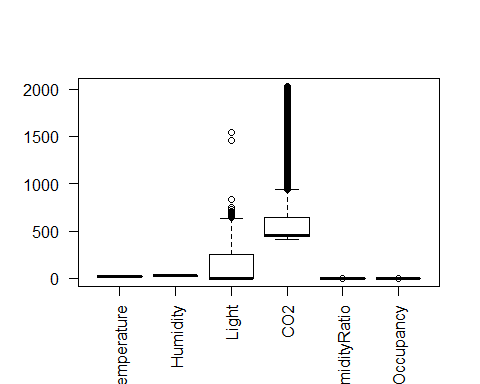 2000
1500
1000
500
0
emperature
Humidity
Light
CO2
midityRatio
Occupancy